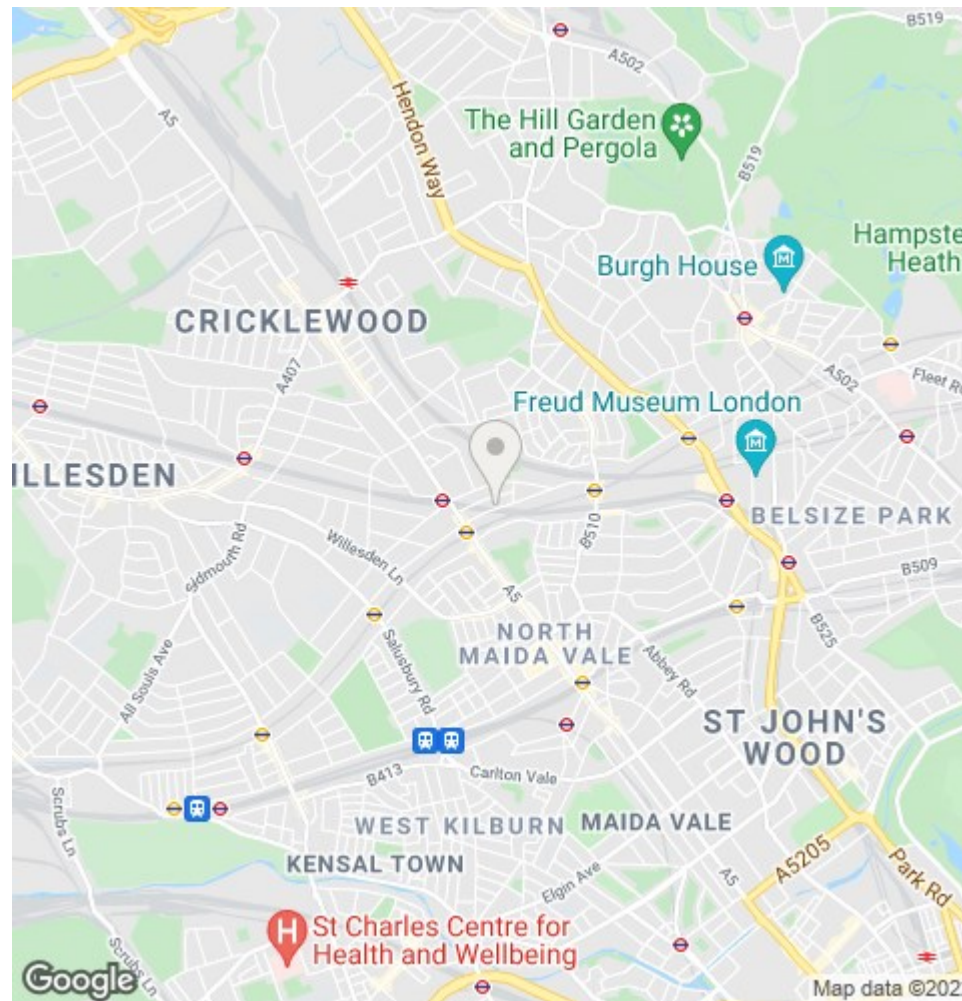 B519
A502
A5
Hendon Way
The Hill Garden
and Pergola
B519
Hampste
Heath
Burgh House
CRICKLEWOOD
A407
A502
Fleet R
Freud Museum London
ILLESDEN
BELSIZE PARK
B510
Willesden Ln
Sidmouth Rd
B509
A5
NORTH
MAIDA VALE
B525
Salusbury Rd
Abbey Rd
All Souls Ave
ST JOHN'S
WOOD
B413
Carlton Vale
Scrubs Ln
WEST KILBURN
MAIDA VALE
KENSAL TOWN
A5205
Park Rd
Elgin Ave
A5
H
St Charles Centre for
Health and Wellbeing
Scrubs Ln
Google
Map data ©202